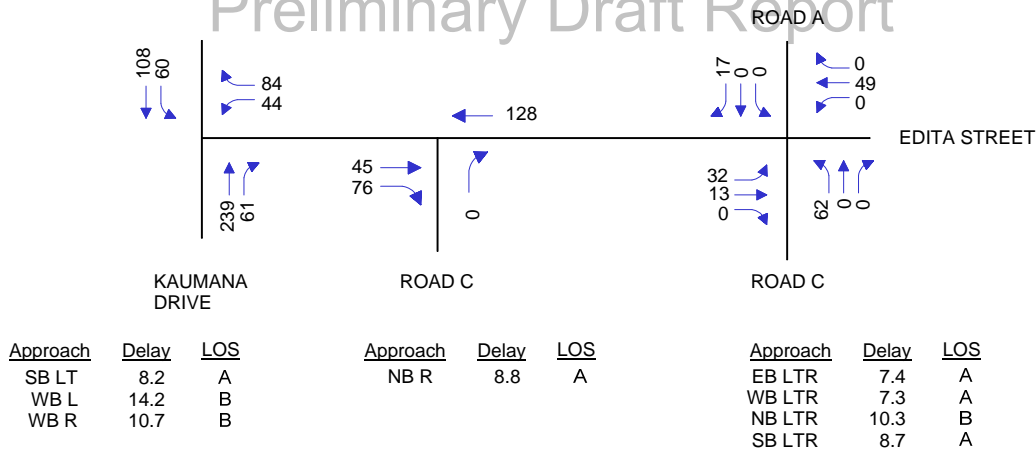 Preliminary Draft Report
ROAD A
108
60
84
44
128
17
0
0
0
49
0
EDITA STREET
239
61
45
76
0
32
13
0
62
0
0
KAUMANA
DRIVE
ROAD C
ROAD C
Approach Delay LOS
SB LT 8.2 A
WB L 14.2 B
WB R 10.7 B
Approach Delay LOS
NB R 8.8 A
Approach Delay LOS
EB LTR 7.4 A
WB LTR 7.3 A
NB LTR 10.3 B
SB LTR 8.7 A